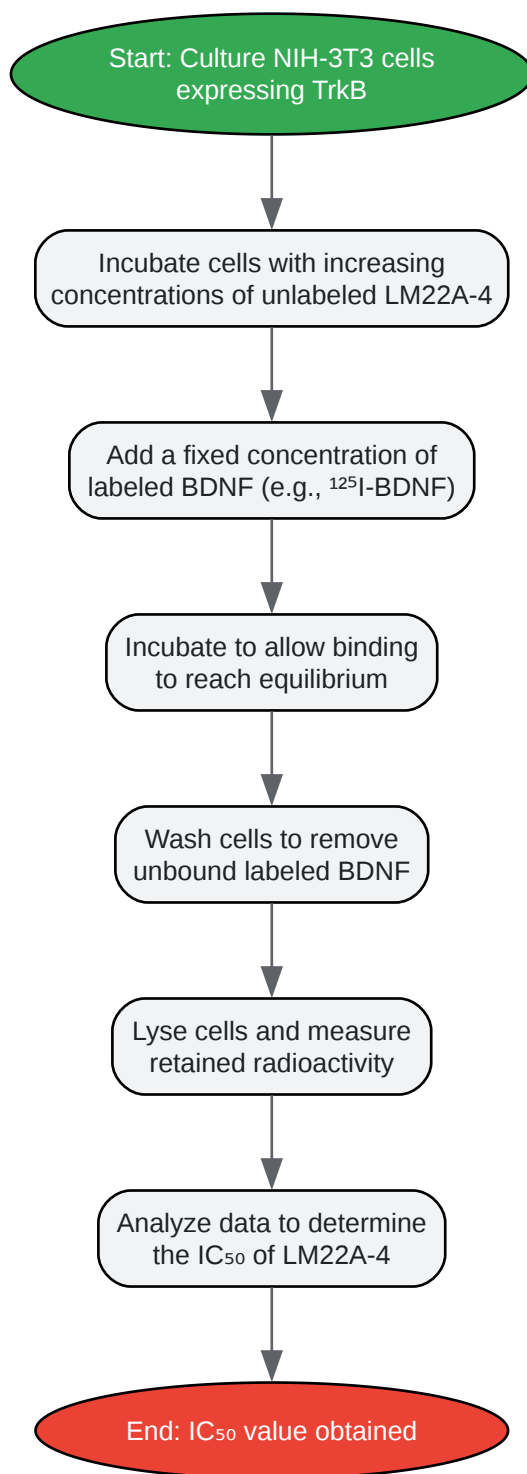 Start: Culture NIH-3T3 cells
expressing TrkB
Incubate cells with increasing
concentrations of unlabeled LM22A-4
Add a fixed concentration of
labeled BDNF (e.g., ¹²⁵I-BDNF)
Incubate to allow binding
to reach equilibrium
Wash cells to remove
unbound labeled BDNF
Lyse cells and measure
retained radioactivity
Analyze data to determine
the IC₅₀ of LM22A-4
End: IC₅₀ value obtained